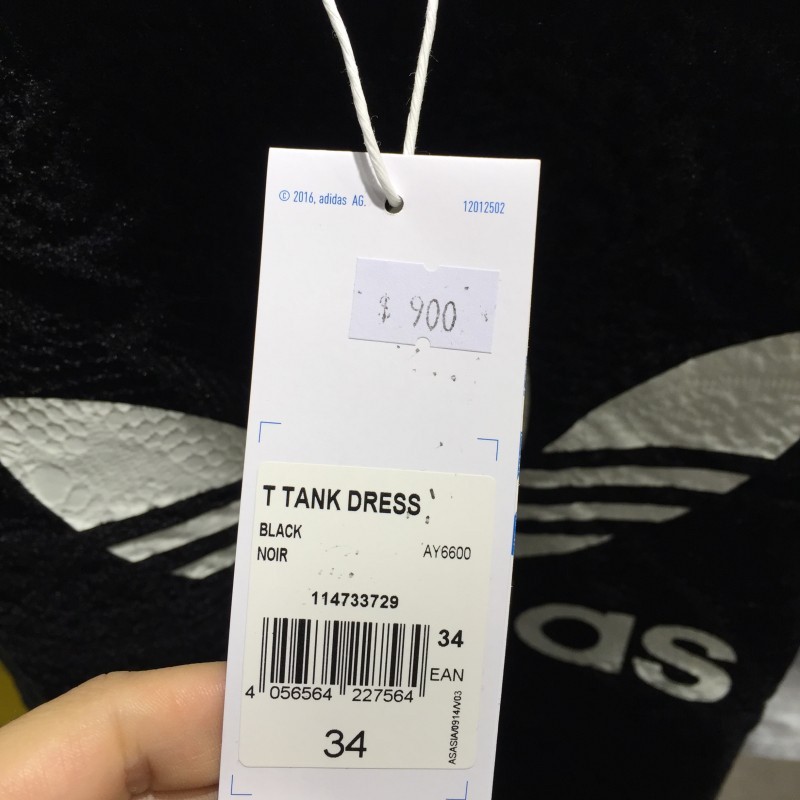 © 2016, adidas AG.
12012502
$ 900
T TANK DRESS
BLACK
NOIR
AY6600
114733729
34
EAN
4 056564 227564
34
ASASIA/0914/V03
as